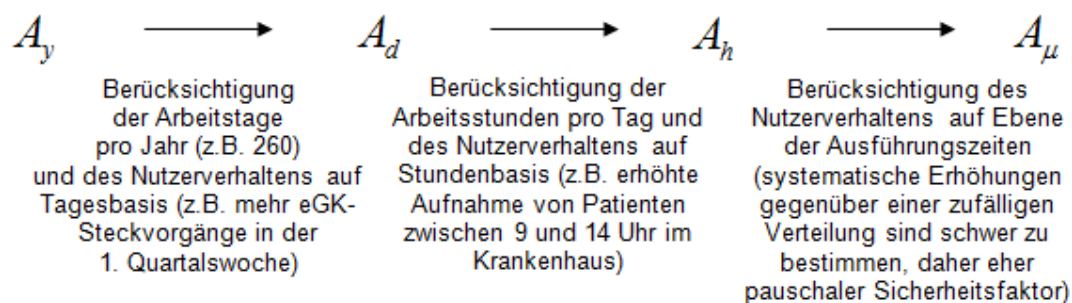 A_y → A_d → A_h → A_μ
Berücksichtigung
der Arbeitstage
pro Jahr (z.B. 260)
und des Nutzerverhaltens auf
Tagesbasis (z.B. mehr eGK-
Steckvorgänge in der
1. Quartalswoche)
Berücksichtigung der
Arbeitsstunden pro Tag und
des Nutzerverhaltens auf
Stundenbasis (z.B. erhöhte
Aufnahme von Patienten
zwischen 9 und 14 Uhr im
Krankenhaus)
Berücksichtigung des
Nutzerverhaltens auf Ebene
der Ausführungszeiten
(systematische Erhöhungen
gegenüber einer zufälligen
Verteilung sind schwer zu
bestimmen, daher eher
pauschaler Sicherheitsfaktor)